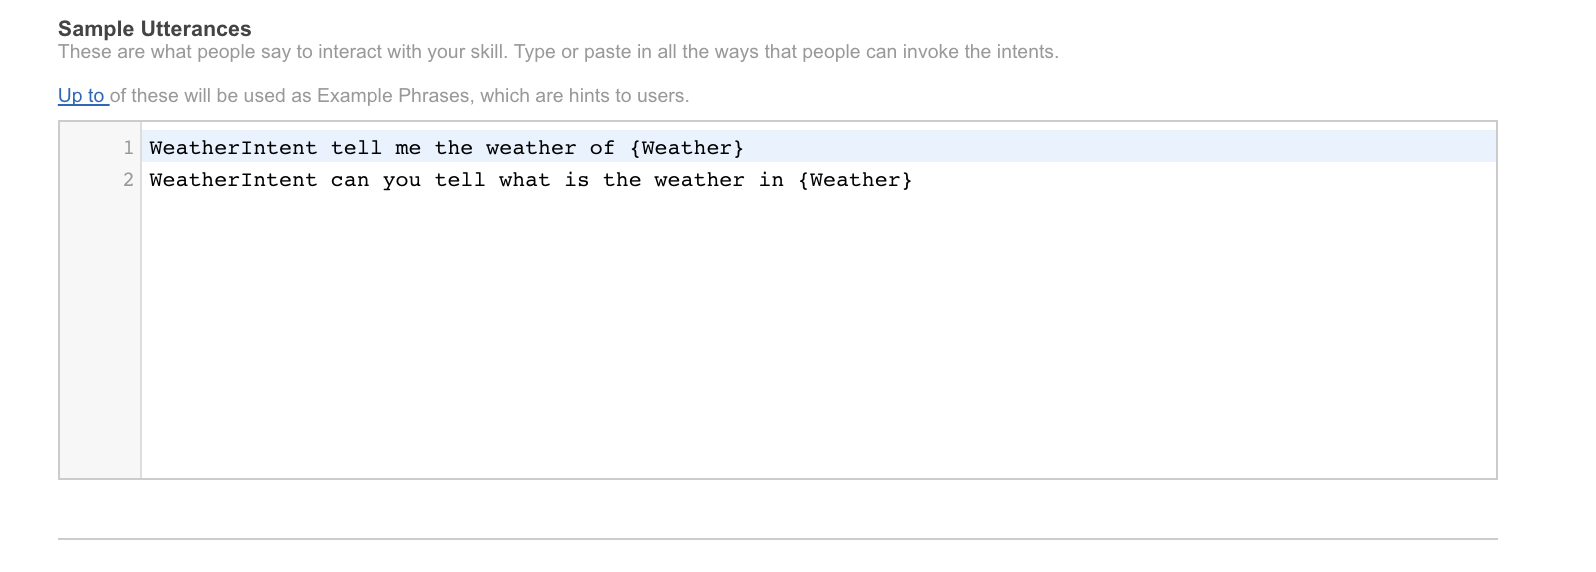 Sample Utterances
These are what people say to interact with your skill. Type or paste in all the ways that people can invoke the intents.
Up to of these will be used as Example Phrases, which are hints to users.
1 WeatherIntent tell me the weather of {Weather}
2 WeatherIntent can you tell what is the weather in {Weather}